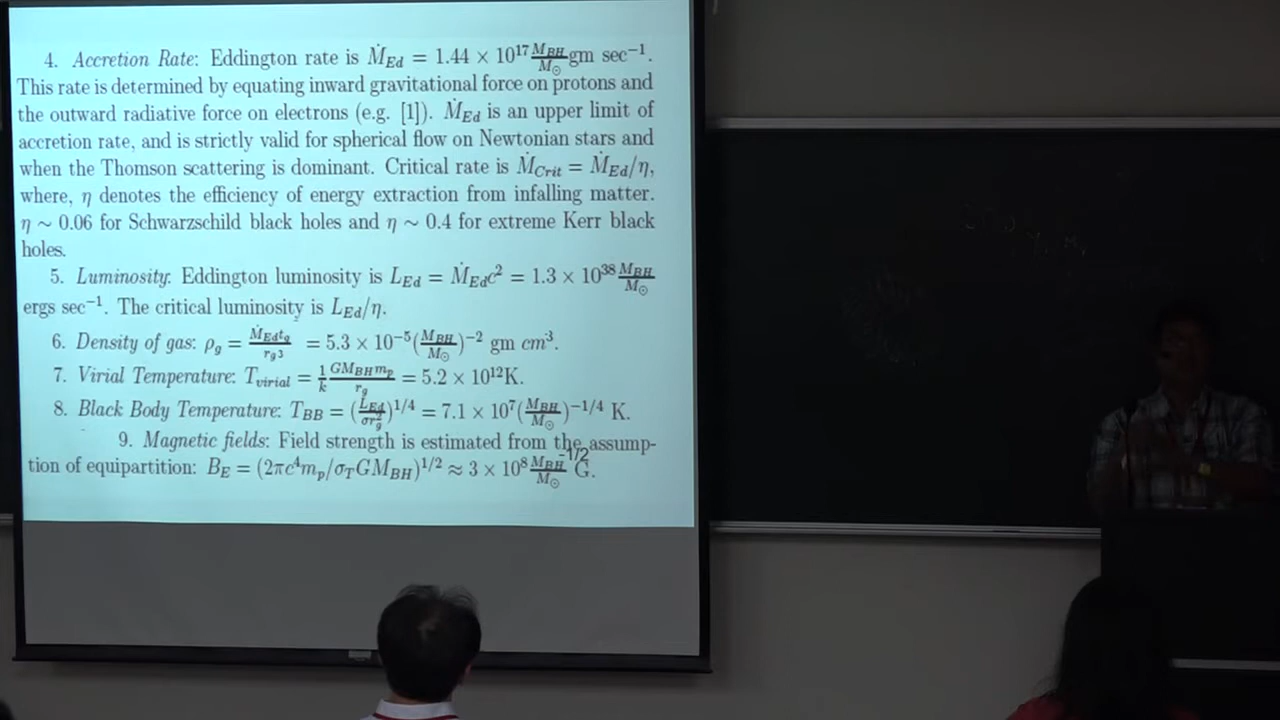 4. Accretion Rate: Eddington rate is Ṁ_Ed = 1.44 × 10^17 M_BH/M_⊙ gm sec^−1.
This rate is determined by equating inward gravitational force on protons and
the outward radiative force on electrons (e.g. [1]). Ṁ_Ed is an upper limit of
accretion rate, and is strictly valid for spherical flow on Newtonian stars and
when the Thomson scattering is dominant. Critical rate is Ṁ_Crit = Ṁ_Ed/η,
where, η denotes the efficiency of energy extraction from infalling matter.
η ∼ 0.06 for Schwarzschild black holes and η ∼ 0.4 for extreme Kerr black
holes.
5. Luminosity: Eddington luminosity is L_Ed = Ṁ_Ed c^2 = 1.3 × 10^38 M_BH/M_⊙
ergs sec^−1. The critical luminosity is L_Ed/η.
6. Density of gas: ρ_g = Ṁ_Ed t_g/r_g^3 = 5.3 × 10^−5 (M_BH/M_⊙)^−2 gm cm^3.
7. Virial Temperature: T_virial = 1/k GM_BH m_p/r_g = 5.2 × 10^12 K.
8. Black Body Temperature: T_BB = (L_Ed/σr_g^2)^1/4 = 7.1 × 10^7 (M_BH/M_⊙)^−1/4 K.
9. Magnetic fields: Field strength is estimated from the assump-
tion of equipartition: B_E = (2πc^4 m_p/σ_T GM_BH)^1/2 ≈ 3 × 10^8 M_BH/M_⊙ ^-1/2 G.